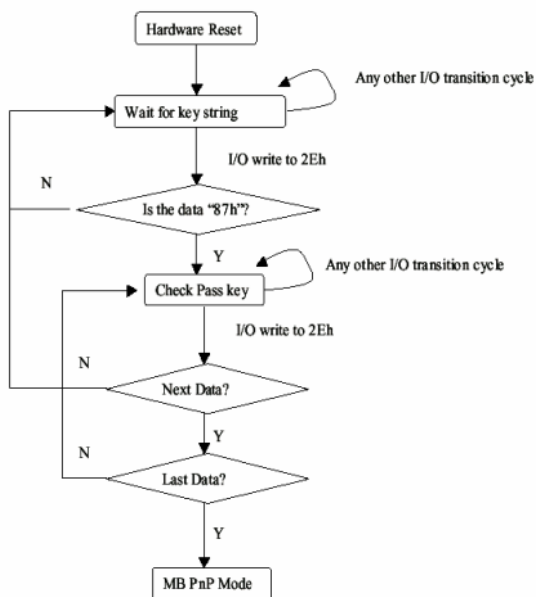 Hardware Reset
Any other I/O transition cycle
Wait for key string
I/O write to 2Eh
N
Is the data “87h”?
Y
Any other I/O transition cycle
Check Pass key
I/O write to 2Eh
N
Next Data?
Y
N
Last Data?
Y
MB PnP Mode